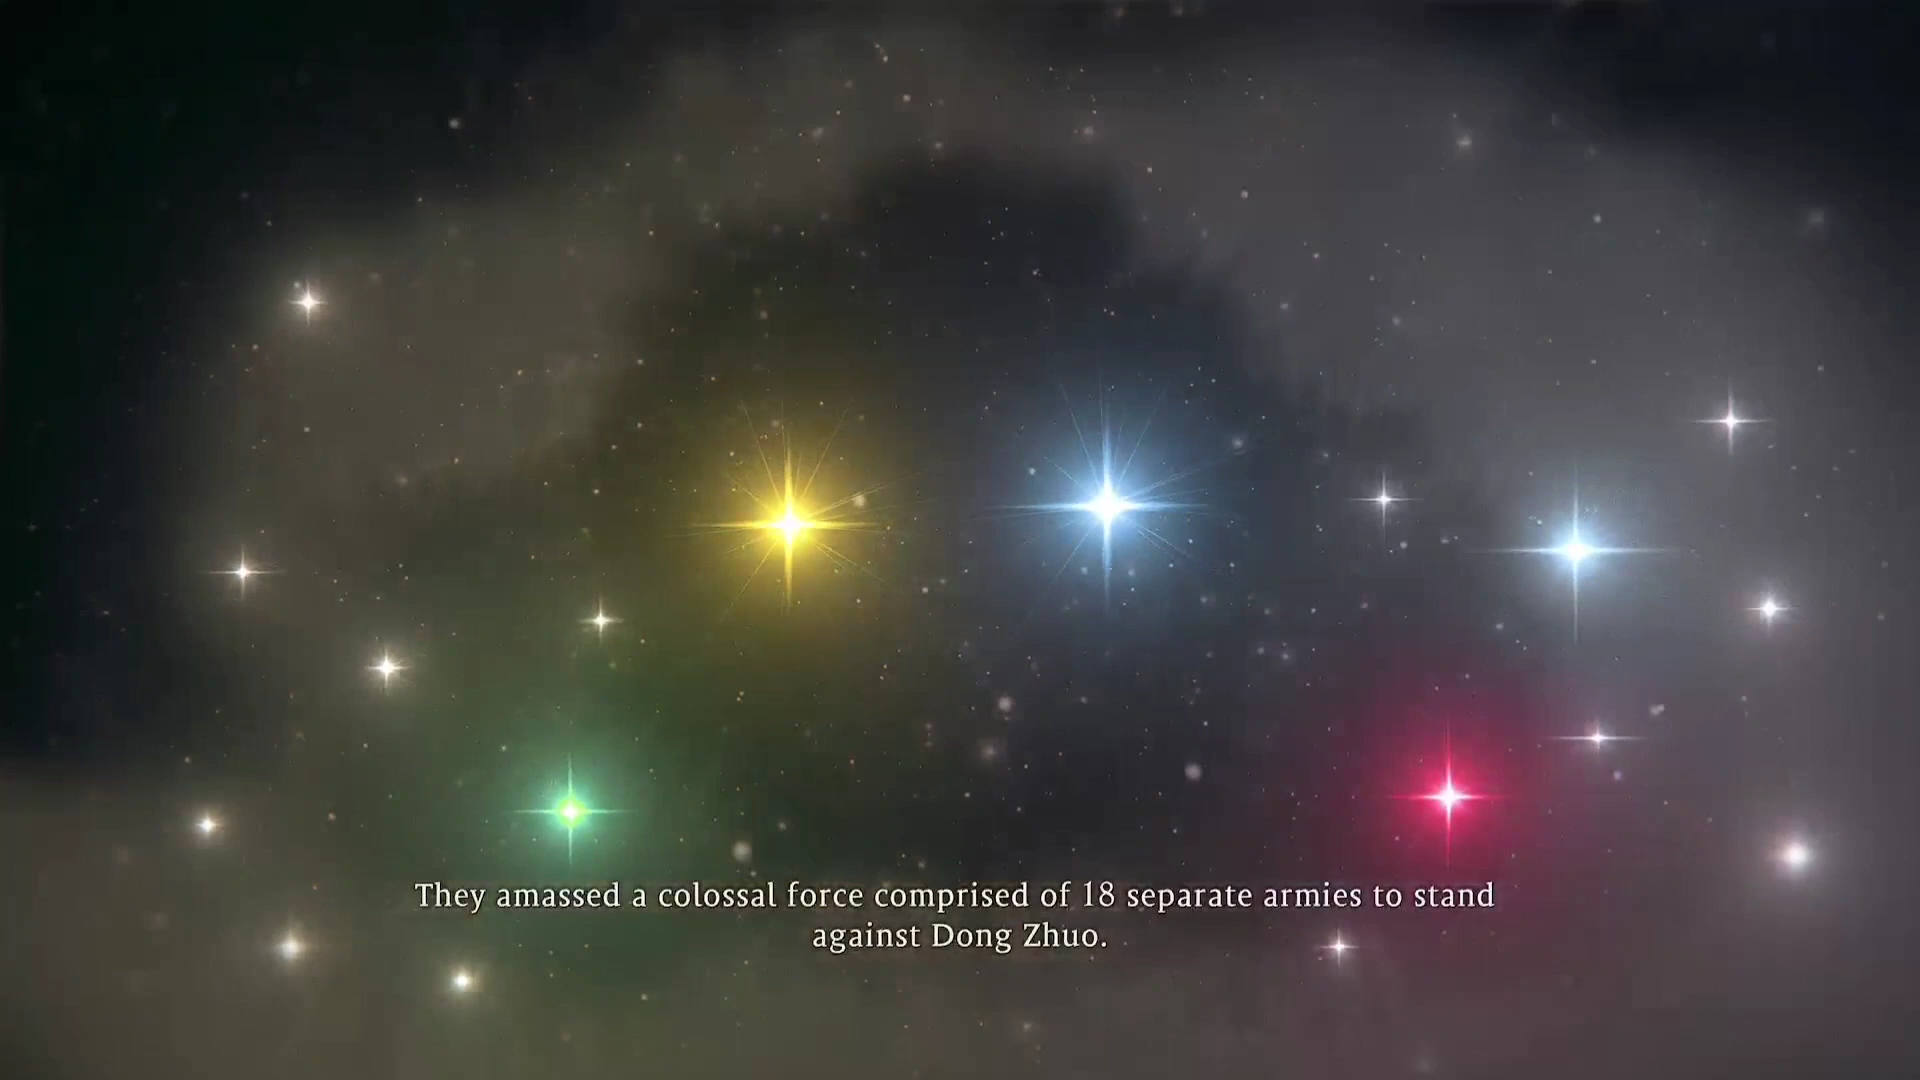 They amassed a colossal force comprised of 18 separate armies to stand
against Dong Zhuo.